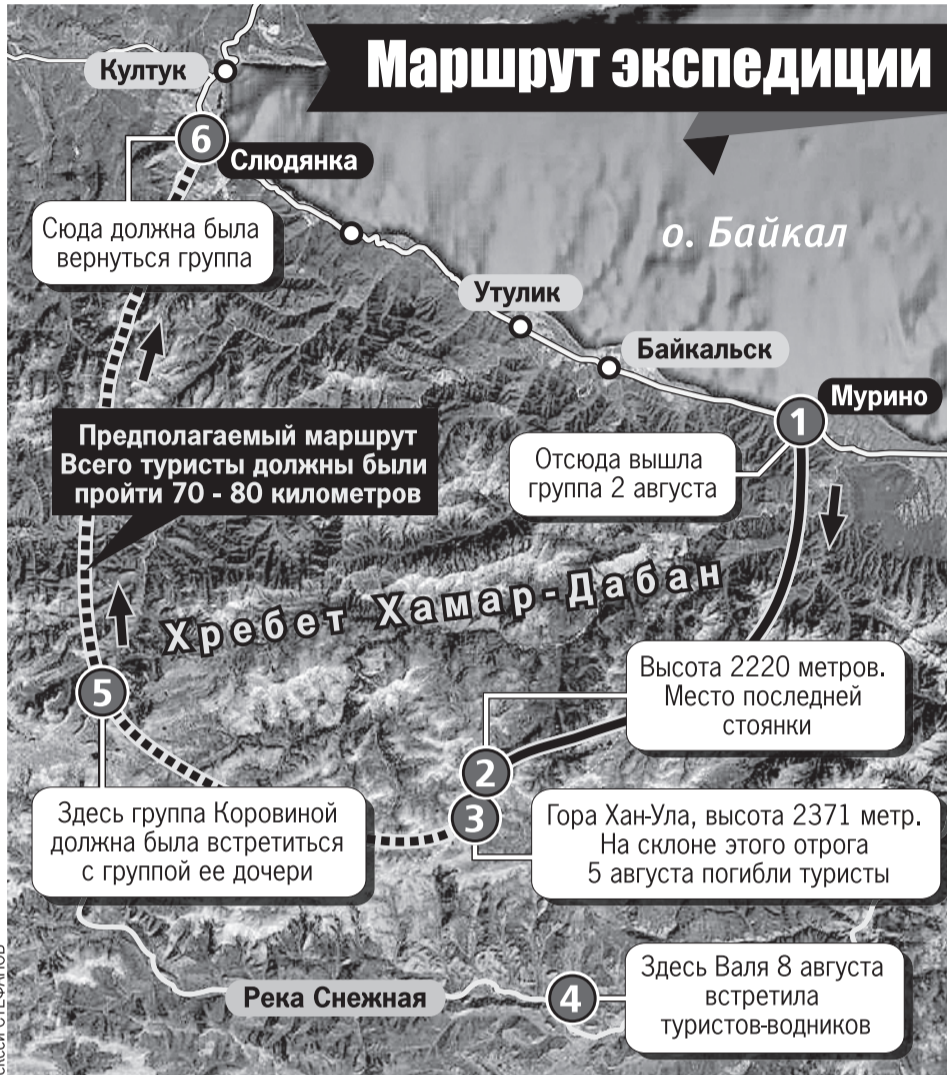 Маршрут экспедиции
Култук
6
Слюдянка
Сюда должна была
вернуться группа
о. Байкал
Утулик
Байкальск
Мурино
1
Отсюда вышла
группа 2 августа
Предполагаемый маршрут
Всего туристы должны были
пройти 70 - 80 километров
Хребет Хамар-Дабан
5
Высота 2220 метров.
Место последней
стоянки
2
3
Здесь группа Коровиной
должна была встретиться
с группой ее дочери
Гора Хан-Ула, высота 2371 метр.
На склоне этого отрога
5 августа погибли туристы
Река Снежная
4
Здесь Валя 8 августа
встретила
туристов-водников